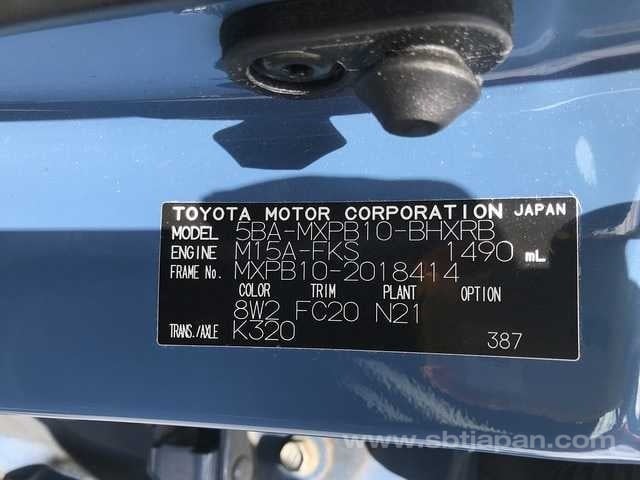 TOYOTA MOTOR CORPORATION JAPAN
MODEL 5BA-MXPB10-BHXRB
ENGINE M15A-FKS 1490 mL
FRAME No. MXPB10-2018414
COLOR TRIM PLANT OPTION
8W2 FC20 N21
TRANS./AXLE K320 387
www.sbtjapan.com